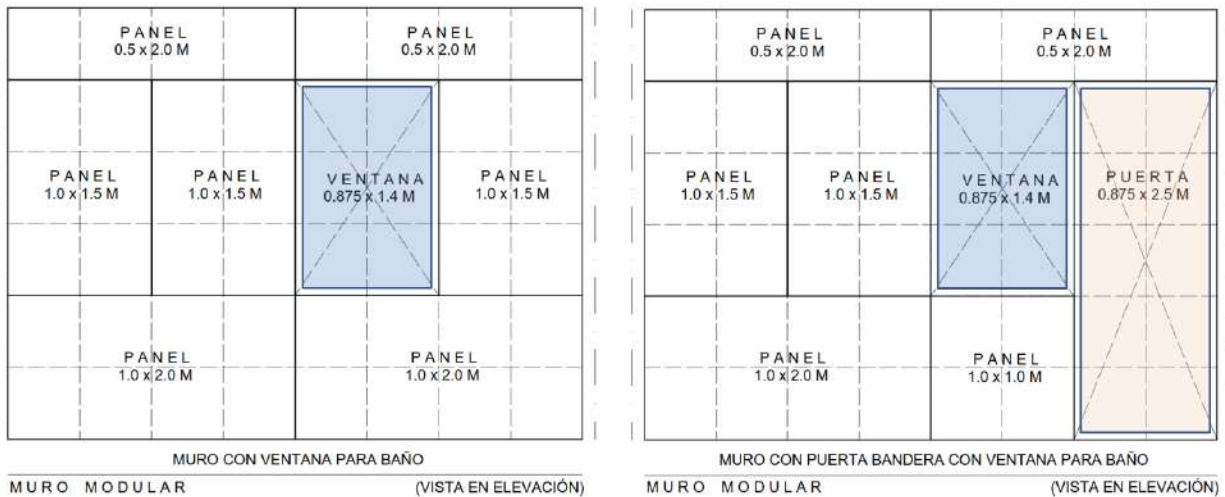 PANEL
0.5 x 2.0 M
PANEL
0.5 x 2.0 M
PANEL
1.0 x 1.5 M
PANEL
1.0 x 1.5 M
VENTANA
0.875 x 1.4 M
PANEL
1.0 x 1.5 M
PANEL
1.0 x 2.0 M
PANEL
1.0 x 2.0 M
MURO CON VENTANA PARA BAÑO
MURO MODULAR (VISTA EN ELEVACIÓN)
PANEL
0.5 x 2.0 M
PANEL
0.5 x 2.0 M
PANEL
1.0 x 1.5 M
PANEL
1.0 x 1.5 M
VENTANA
0.875 x 1.4 M
PUERTA
0.875 x 2.5 M
PANEL
1.0 x 2.0 M
PANEL
1.0 x 1.0 M
MURO CON PUERTA BANDERA CON VENTANA PARA BAÑO
MURO MODULAR (VISTA EN ELEVACIÓN)